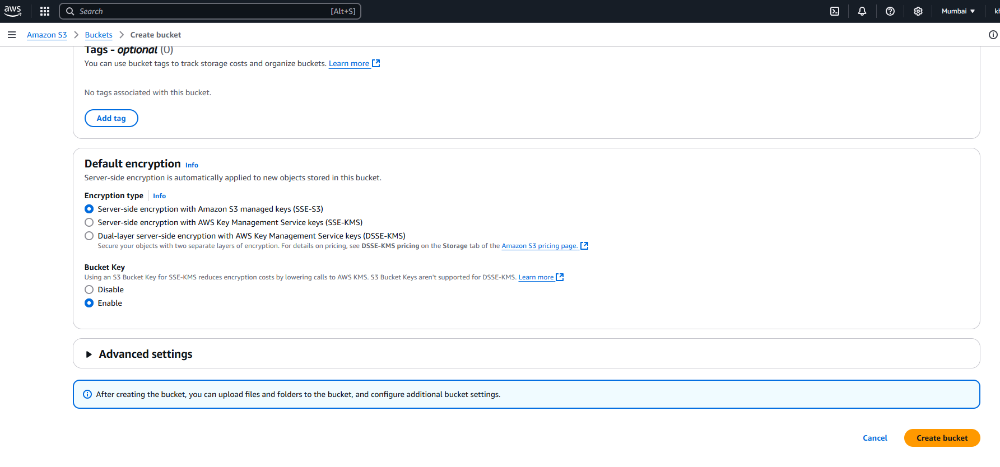 aws
Search [Alt+S]
Mumbai
Amazon S3 Buckets Create bucket
Tags - optional (0)
You can use bucket tags to track storage costs and organize buckets. Learn more
No tags associated with this bucket.
Add tag
Default encryption Info
Server-side encryption is automatically applied to new objects stored in this bucket.
Encryption type Info
Server-side encryption with Amazon S3 managed keys (SSE-S3)
Server-side encryption with AWS Key Management Service keys (SSE-KMS)
Dual-layer server-side encryption with AWS Key Management Service keys (DSSE-KMS)
Secure your objects with two separate layers of encryption. For details on pricing, see DSSE-KMS pricing on the Storage tab of the Amazon S3 pricing page.
Bucket Key
Using an S3 Bucket Key for SSE-KMS reduces encryption costs by lowering calls to AWS KMS. S3 Bucket Keys aren't supported for DSSE-KMS. Learn more
Disable
Enable
Advanced settings
After creating the bucket, you can upload files and folders to the bucket, and configure additional bucket settings.
Cancel Create bucket